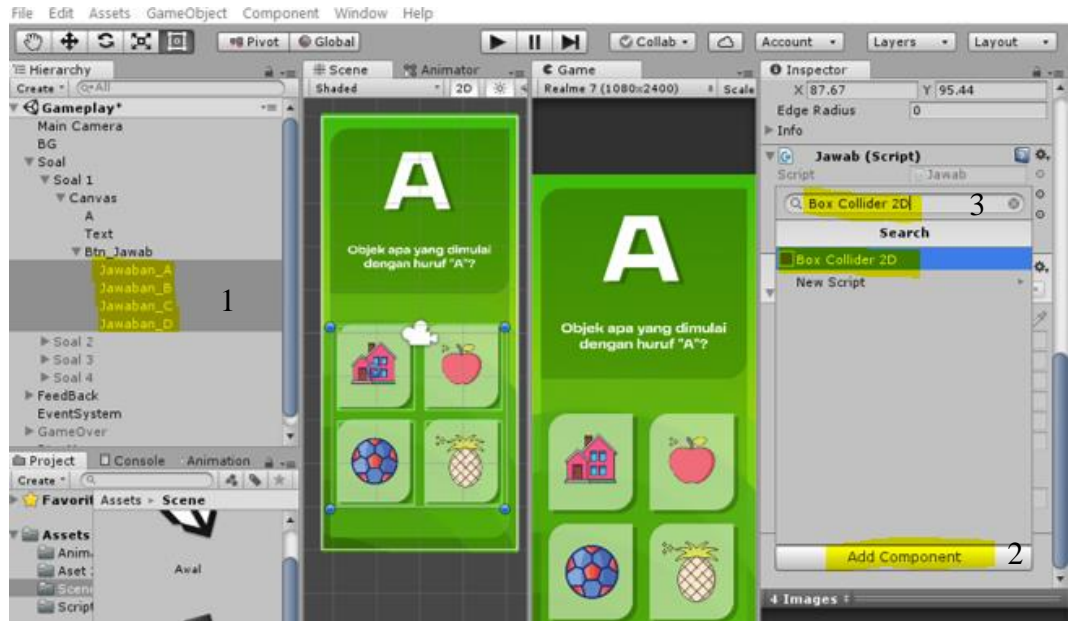 File Edit Assets GameObject Component Window Help
Pivot Global Collab Account Layers Layout
Hierarchy
Create All
Gameplay*
Main Camera
BG
Soal
Soal 1
Canvas
A
Text
Btn_Jawab
Jawaban_A
Jawaban_B
Jawaban_C
Jawaban_D
1
Soal 2
Soal 3
Soal 4
FeedBack
EventSystem
GameOver
Project Console Animation
Create
Favorit
Assets
Anim
Aset
Scen
Script
Assets Scene
Awal
Scene Animator
Shaded 2D
A
Objek apa yang dimulai
dengan huruf "A"?
Game
Realme 7 (1080x2400) Scale
A
Objek apa yang dimulai
dengan huruf "A"?
Inspector
X 87.67 Y 95.44
Edge Radius 0
Info
Jawab (Script)
Script Jawab
Box Collider 2D 3
Search
Box Collider 2D
New Script
Add Component 2
4 Images